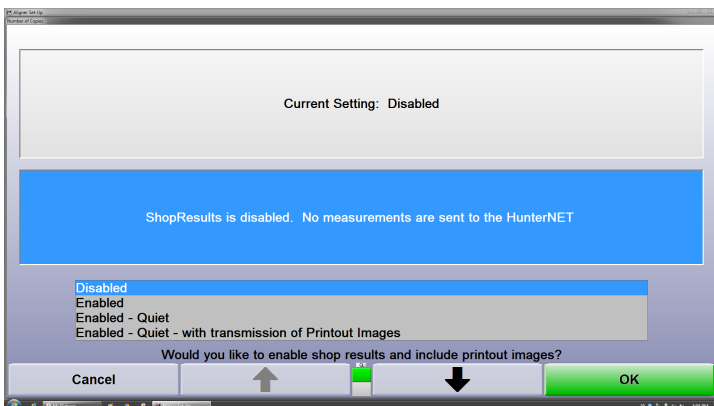 Aligner Set-Up
Number of Copies
Current Setting: Disabled
ShopResults is disabled. No measurements are sent to the HunterNET
Disabled
Enabled
Enabled - Quiet
Enabled - Quiet - with transmission of Printout Images
Would you like to enable shop results and include printout images?
Cancel
OK